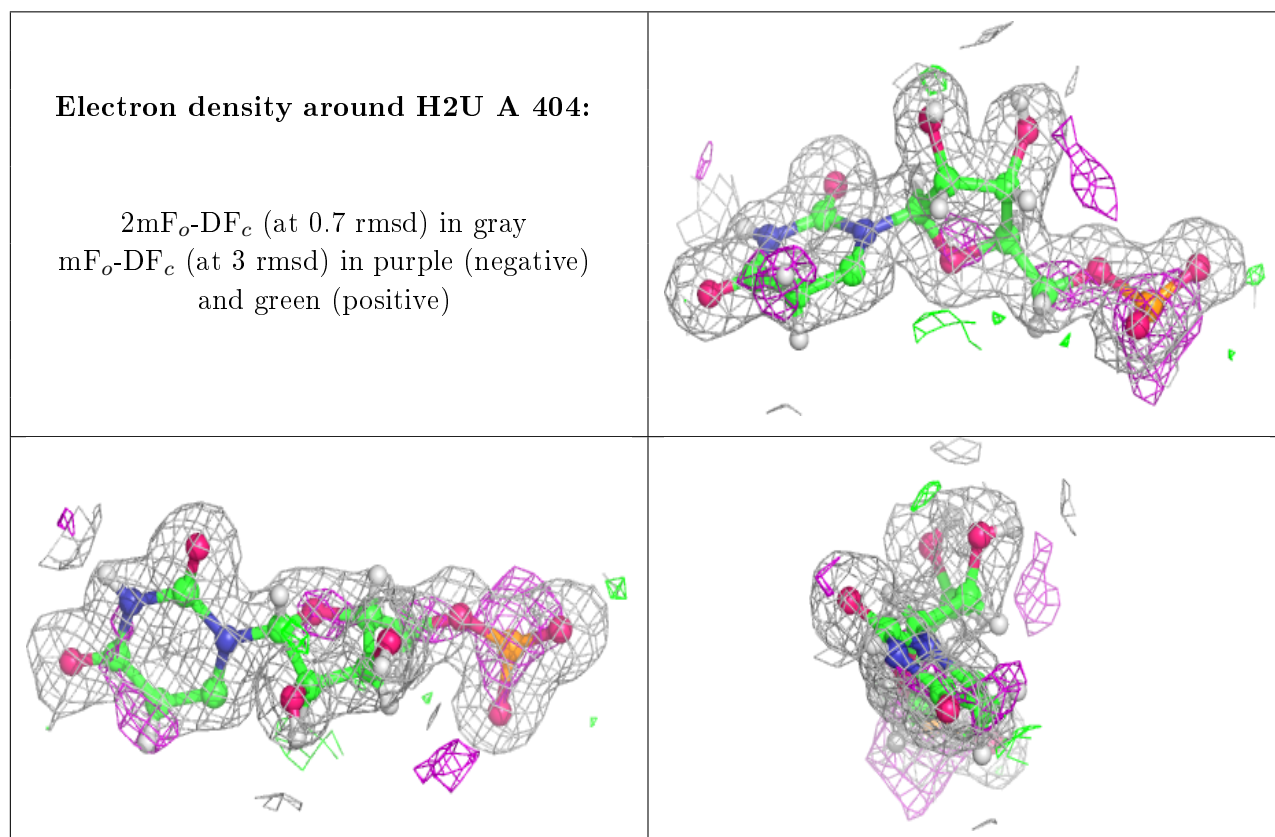 Electron density around H2U A 404:
2mFo-DFc (at 0.7 rmsd) in gray
mFo-DFc (at 3 rmsd) in purple (negative)
and green (positive)